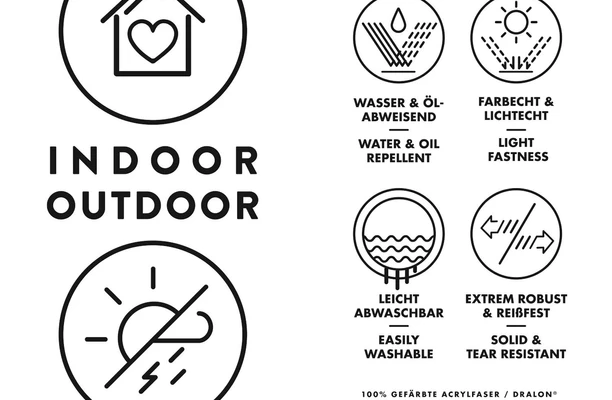 INDOOR
OUTDOOR
WASSER & ÖL-
ABWEISEND
WATER & OIL
REPELLENT
FARBECHT &
LICHTECHT
LIGHT
FASTNESS
LEICHT
ABWASCHBAR
EASILY
WASHABLE
EXTREM ROBUST
& REIßFEST
SOLID &
TEAR RESISTANT
100% GEFÄRBTE ACRYLFASER / DRALON®